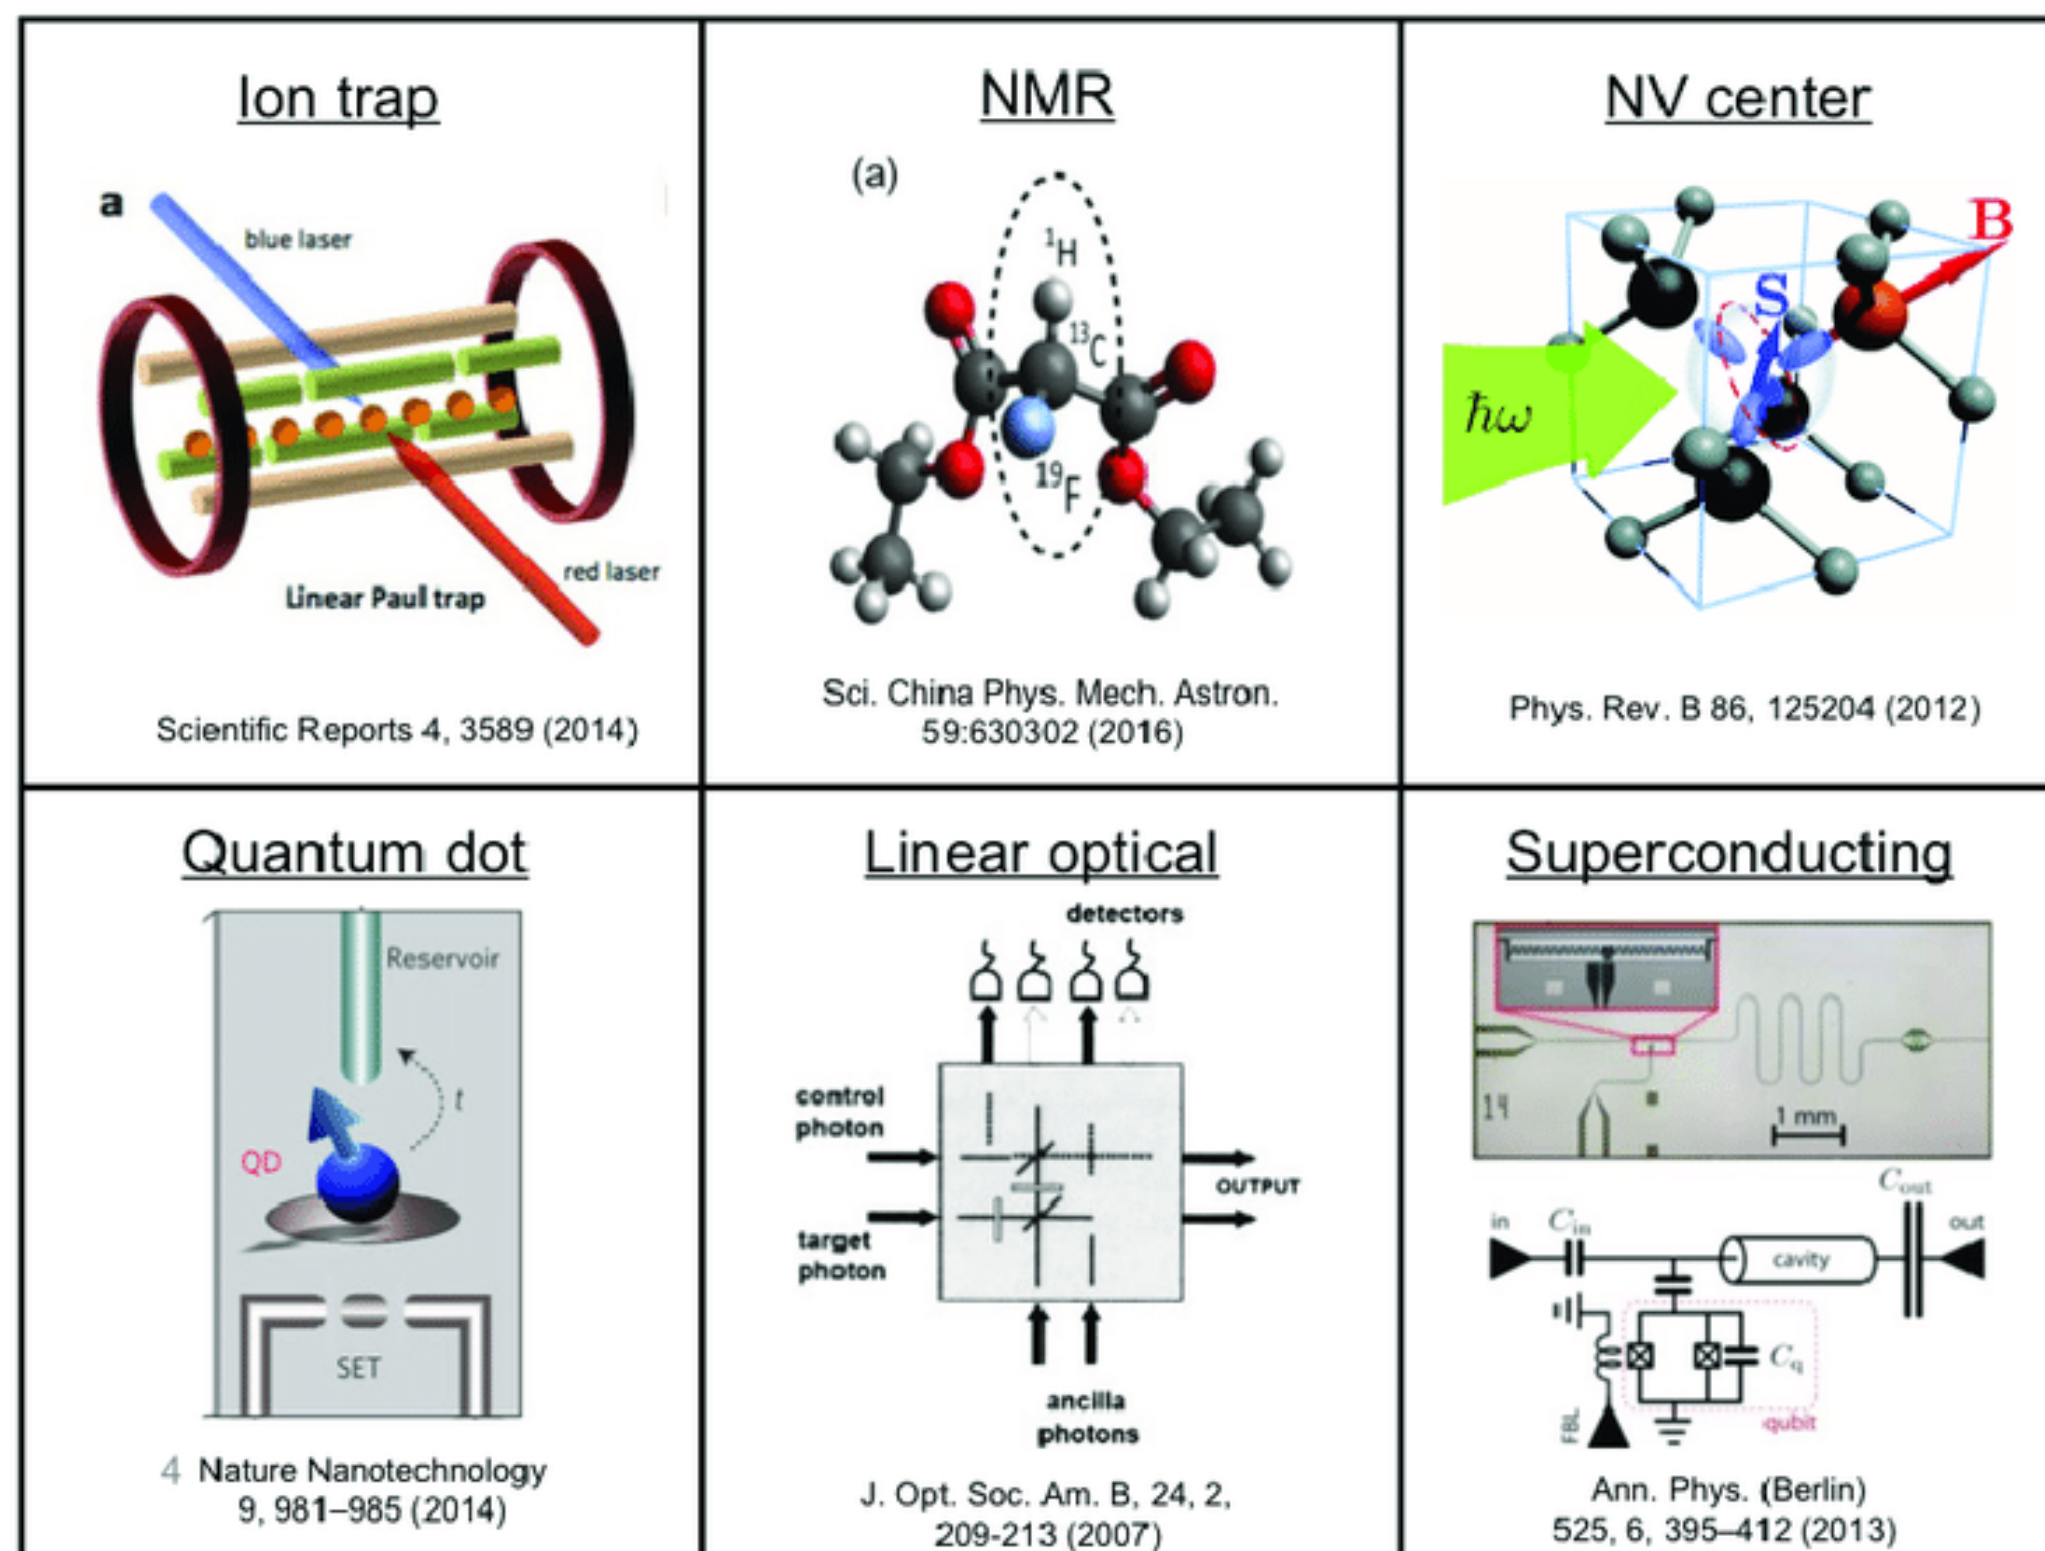 Ion trap
a
blue laser
red laser
Linear Paul trap
Scientific Reports 4, 3589 (2014)
NMR
(a)
¹H
¹³C
¹⁹F
Sci. China Phys. Mech. Astron.
59:630302 (2016)
NV center
B
S
ħω
Phys. Rev. B 86, 125204 (2012)
Quantum dot
Reservoir
t
QD
SET
4 Nature Nanotechnology
9, 981–985 (2014)
Linear optical
detectors
control
photon
OUTPUT
target
photon
ancilla
photons
J. Opt. Soc. Am. B, 24, 2,
209-213 (2007)
Superconducting
14
1 mm
C_out
in
C_in
out
cavity
C_q
FBL
qubit
Ann. Phys. (Berlin)
525, 6, 395–412 (2013)